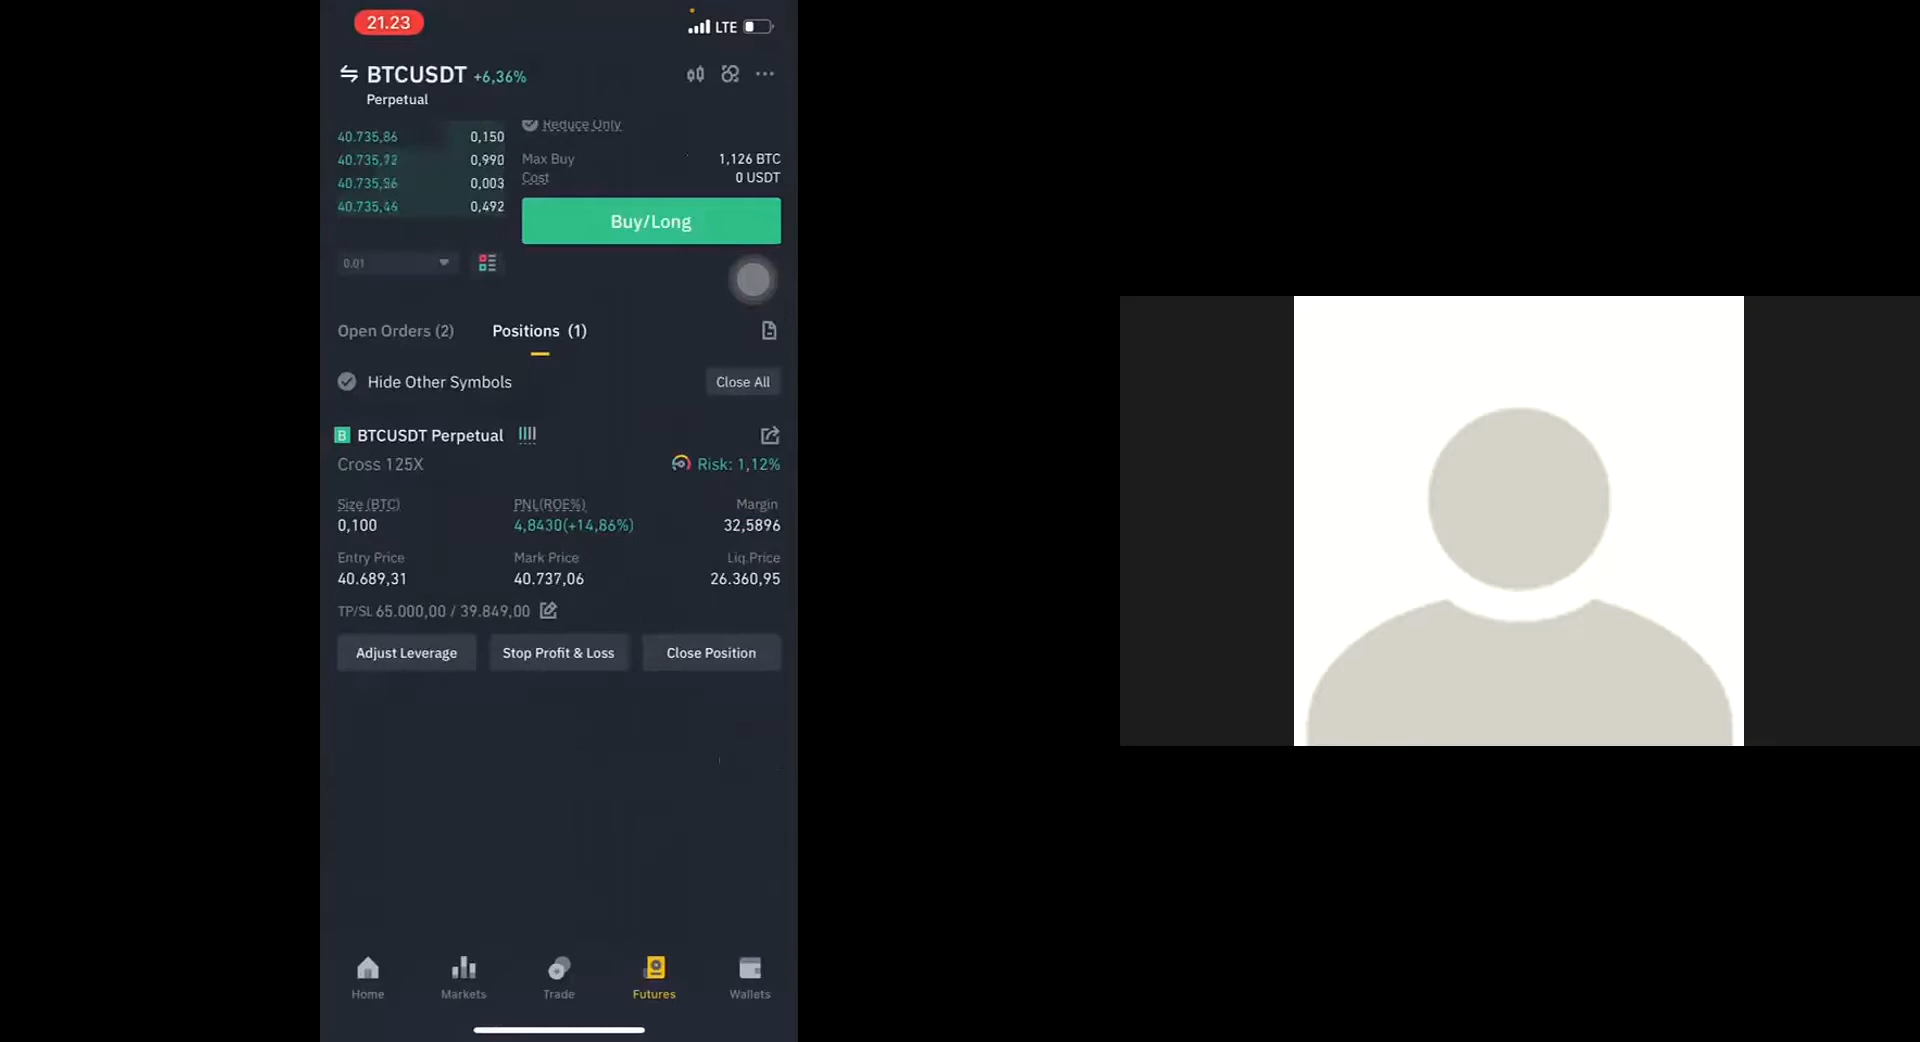 21.23
LTE
BTCUSDT +6,36%
Perpetual
40.735,86 0,150
Reduce Only
40.735,72 0,990
Max Buy 1,126 BTC
0,003
Cost 0 USDT
40.735,46 0,492
Buy/Long
0.01
Open Orders (2) Positions (1)
Hide Other Symbols Close All
B BTCUSDT Perpetual
Cross 125X Risk: 1,12%
Size (BTC) PNL(ROE%) Margin
0,100 4,8430(+14,86%) 32,5896
Entry Price Mark Price Liq.Price
40.689,31 40.737,06 26.360,95
TP/SL 65.000,00 / 39.849,00
Adjust Leverage Stop Profit & Loss Close Position
Home Markets Trade Futures Wallets